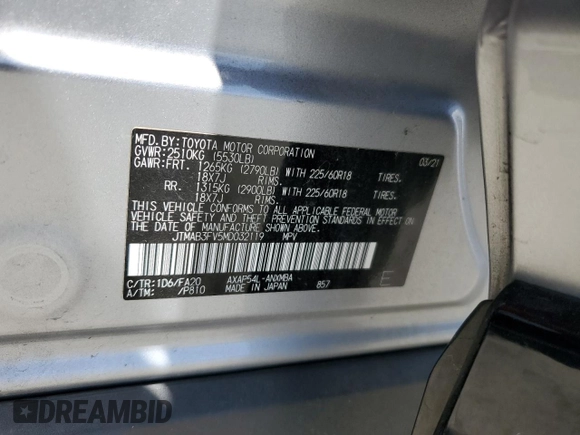 MFD. BY: TOYOTA MOTOR CORPORATION 03/21
GVWR: 2510KG (5530LB)
GAWR: FRT. 1265KG (2790LB) WITH 225/60R18 TIRES.
18X7J RIMS.
RR. 1315KG (2900LB) WITH 225/60R18 TIRES.
18X7J RIMS.
THIS VEHICLE CONFORMS TO ALL APPLICABLE FEDERAL MOTOR
VEHICLE SAFETY AND THEFT PREVENTION STANDARDS IN EFFECT
ON THE DATE OF MANUFACTURE SHOWN ABOVE.
JTMAB3FV5MD032119 MPV
C/TR: 1D6/FA20 AXAP54L-ANXMBA
A/TM: /P810 MADE IN JAPAN 857 E
DREAMBID